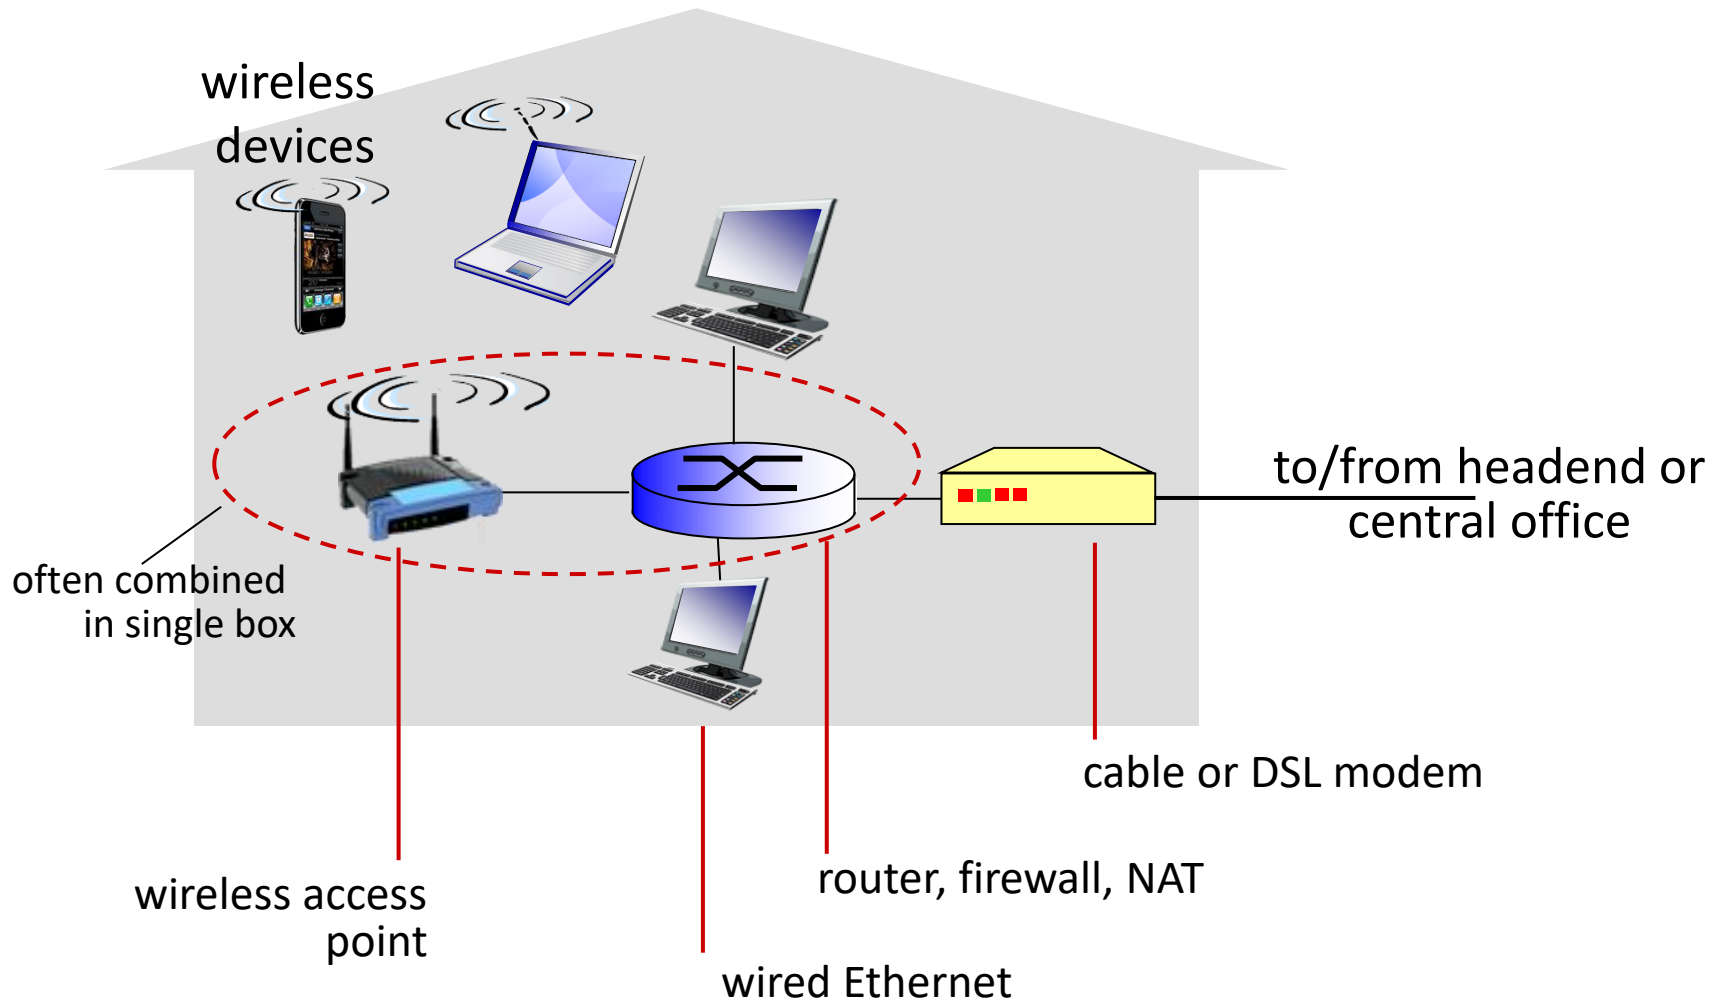 wireless
devices
to/from headend or
central office
often combined
in single box
cable or DSL modem
router, firewall, NAT
wireless access
point
wired Ethernet